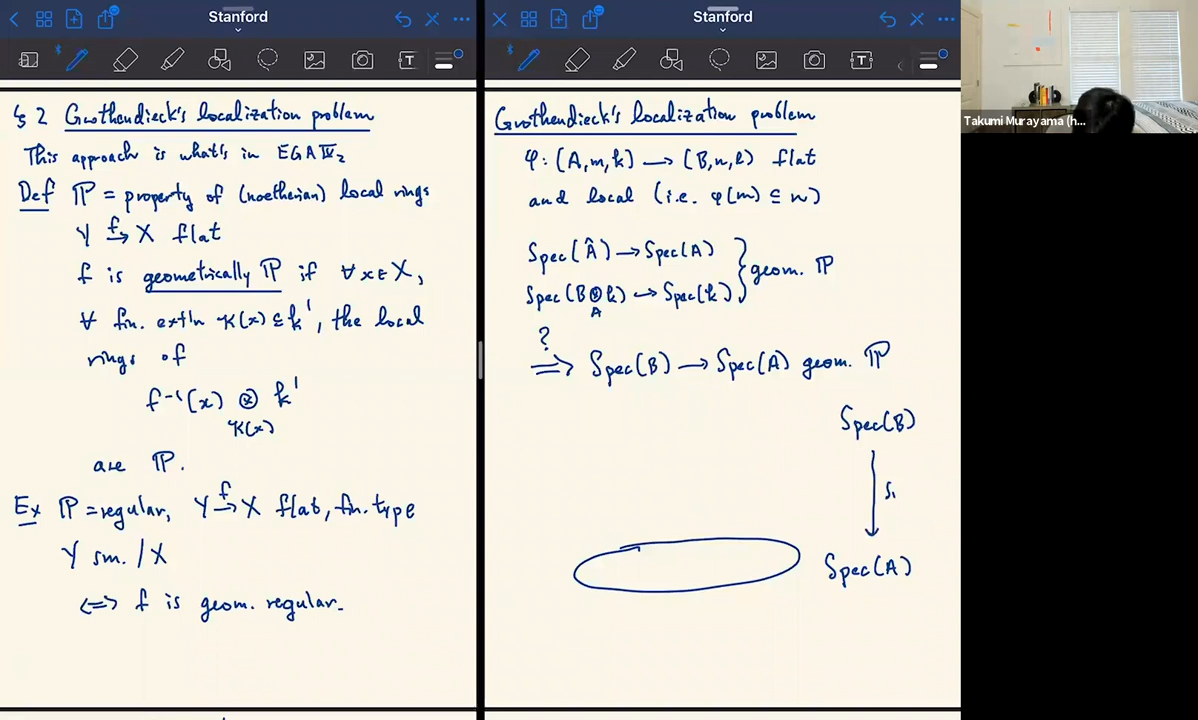 Stanford
§ 2 Grothendieck's localization problem
This approach is what's in EGA IV₂
Def ℙ = property of (noetherian) local rings
Y →^f X flat
f is geometrically ℙ if ∀ x ∈ X,
∀ fin. ext'n κ(x) ⊆ k', the local
rings of
f⁻¹(x) ⊗_{κ(x)} k'
are ℙ.
Ex ℙ = regular, Y →^f X flat, fin. type
Y sm. / X
⟺ f is geom. regular.
Stanford
Grothendieck's localization problem
φ: (A, m, k) → (B, n, l) flat
and local (i.e. φ(m) ⊆ n)
Spec(Â) → Spec(A)
Spec(B ⊗_A k) → Spec(k) } geom. ℙ
?
⟹ Spec(B) → Spec(A) geom. ℙ
Spec(B)
Spec(A)
Takumi Murayama (h...